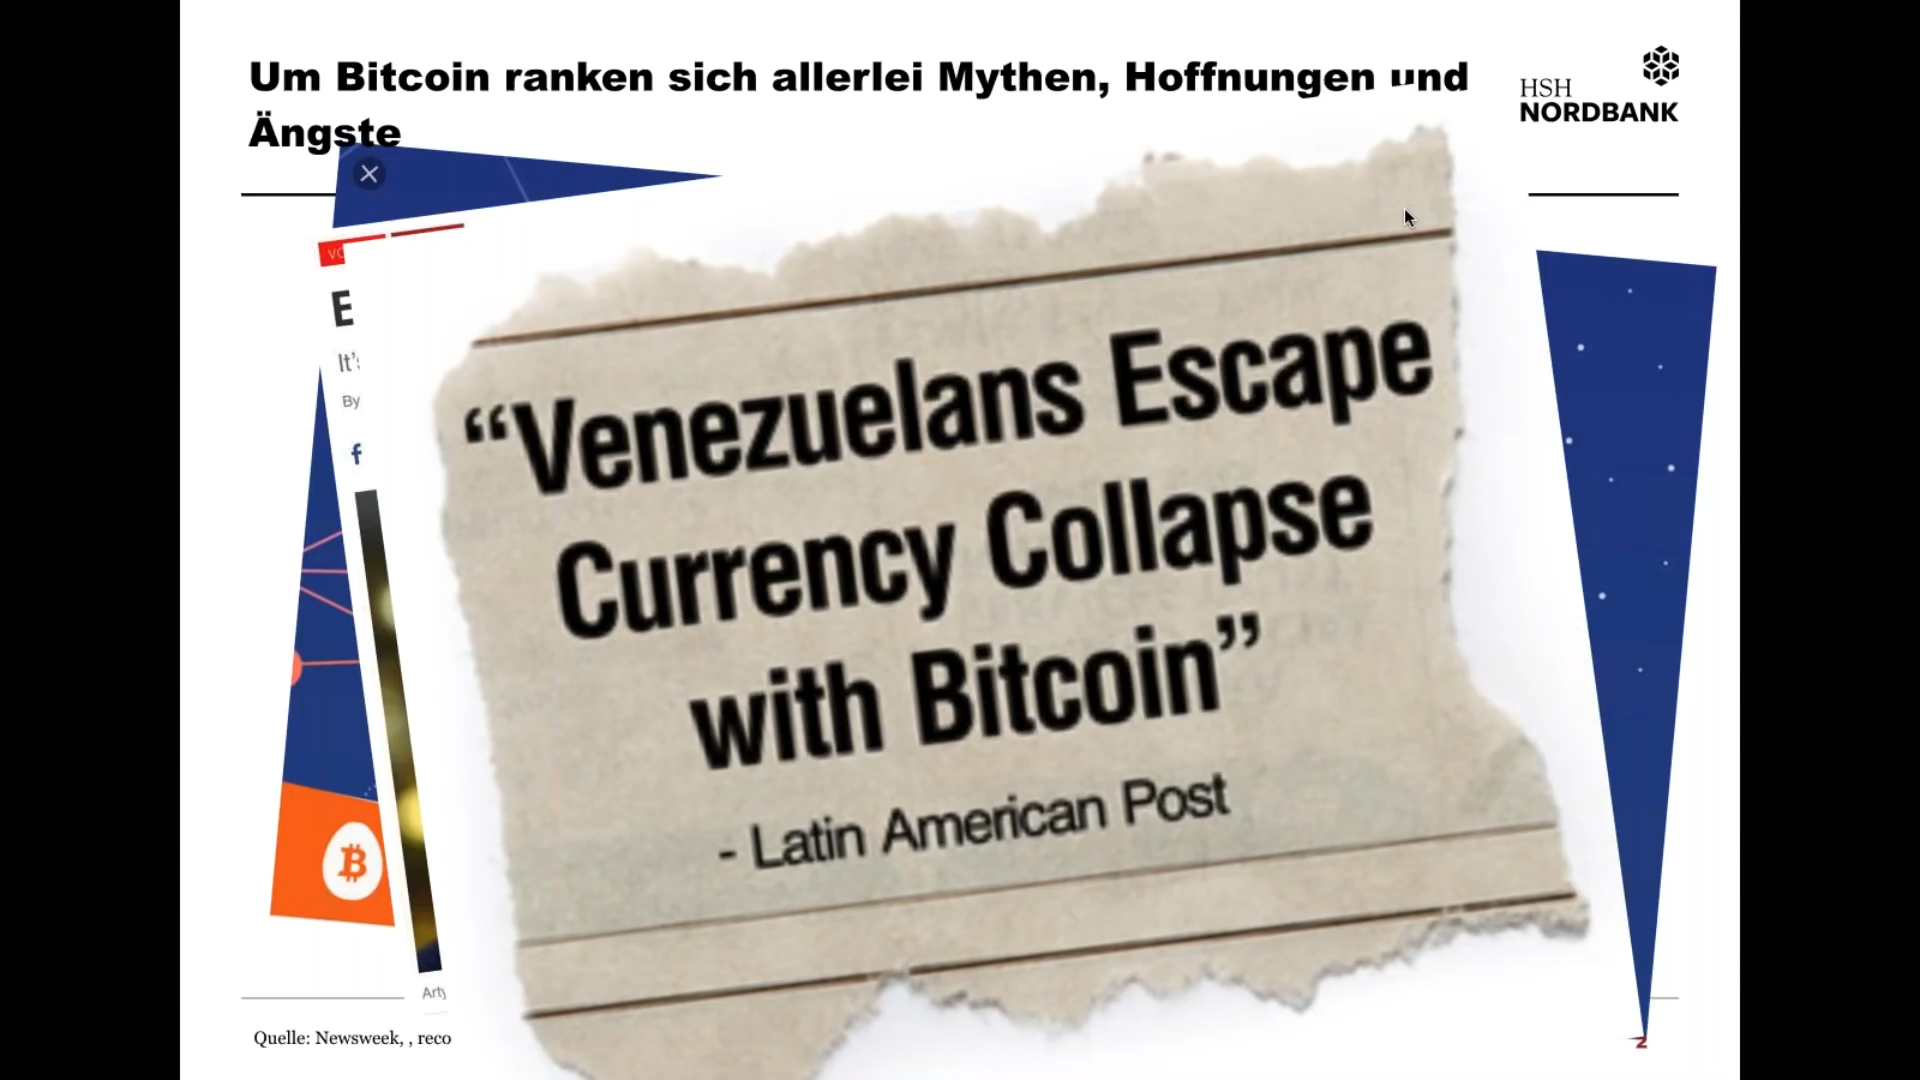 Um Bitcoin ranken sich allerlei Mythen, Hoffnungen und
Ängste
HSH
NORDBANK
E
It's
By
f
“Venezuelans Escape
Currency Collapse
with Bitcoin”
- Latin American Post
Quelle: Newsweek, , reco